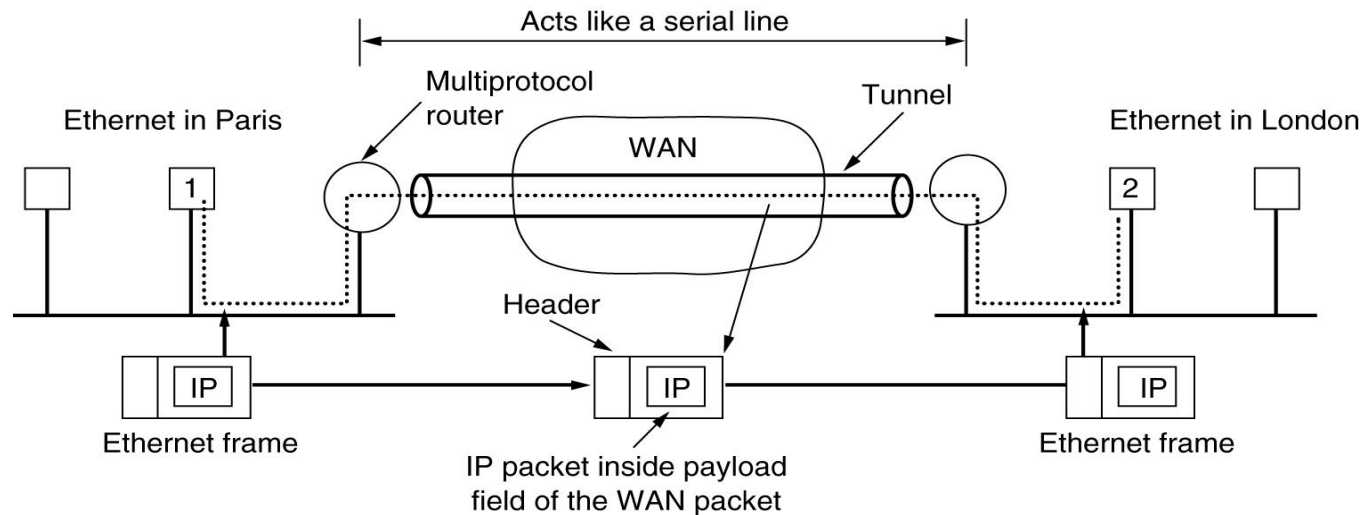 Acts like a serial line
Multiprotocol
router
Tunnel
Ethernet in Paris
Ethernet in London
WAN
1
2
Header
IP
IP
IP
Ethernet frame
Ethernet frame
IP packet inside payload
field of the WAN packet